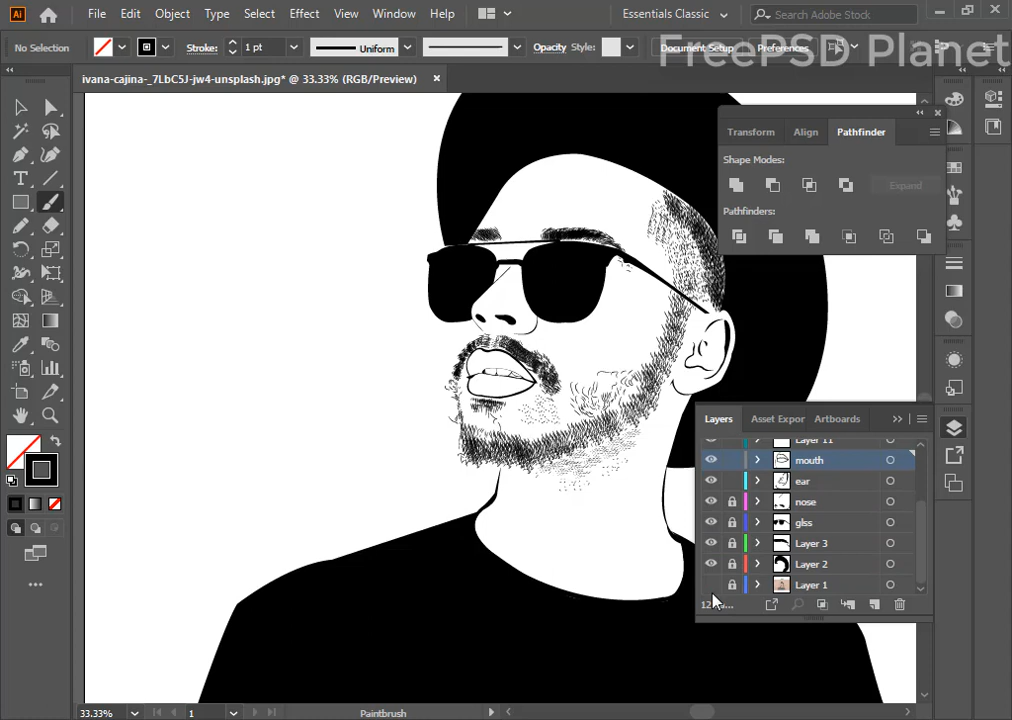 Ai File Edit Object Type Select Effect View Window Help Essentials Classic Search Adobe Stock
No Selection Stroke: 1 pt Uniform Opacity Style: Document Setup Preferences
FreePSD Planet
ivana-cajina-_7LbC5J-jw4-unsplash.jpg* @ 33.33% (RGB/Preview)
Transform Align Pathfinder
Shape Modes:
Expand
Pathfinders:
Layers Asset Expor Artboards
Layer 11
mouth
ear
nose
glss
Layer 3
Layer 2
Layer 1
33.33% 1 Paintbrush